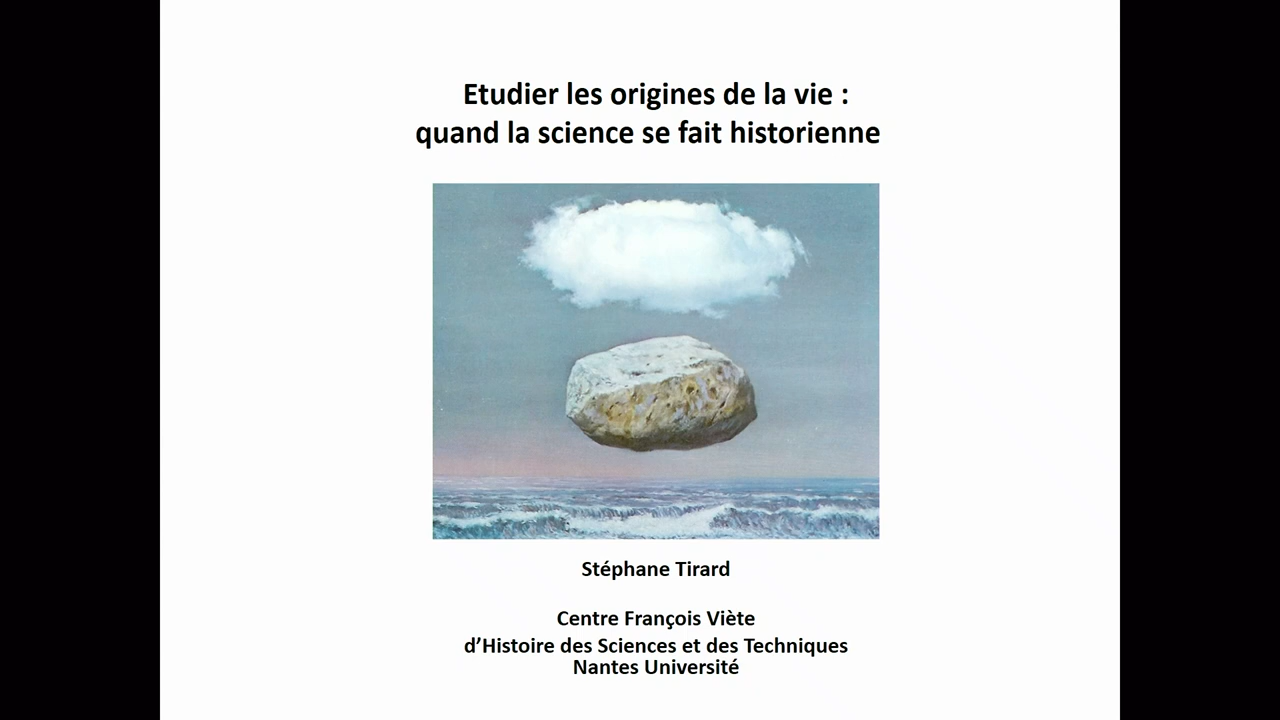 Etudier les origines de la vie :
quand la science se fait historienne
Stéphane Tirard
Centre François Viète
d’Histoire des Sciences et des Techniques
Nantes Université